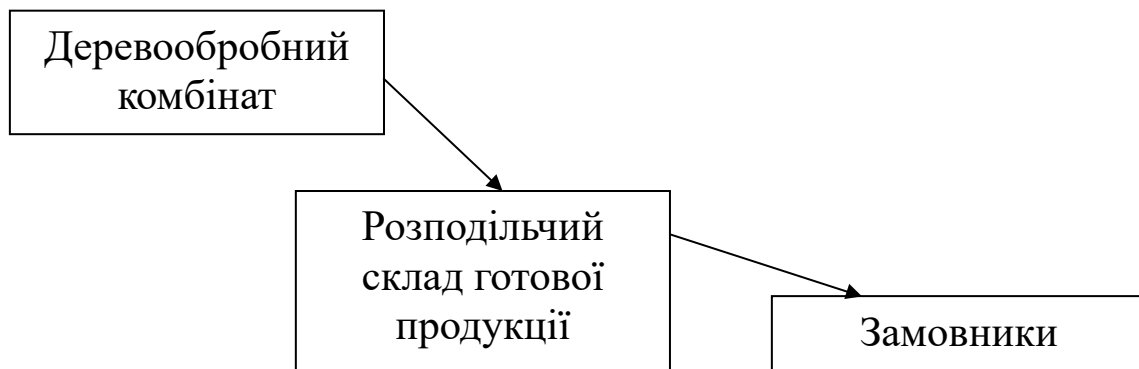 Деревообробний
комбінат
Розподільчий
склад готової
продукції
Замовники